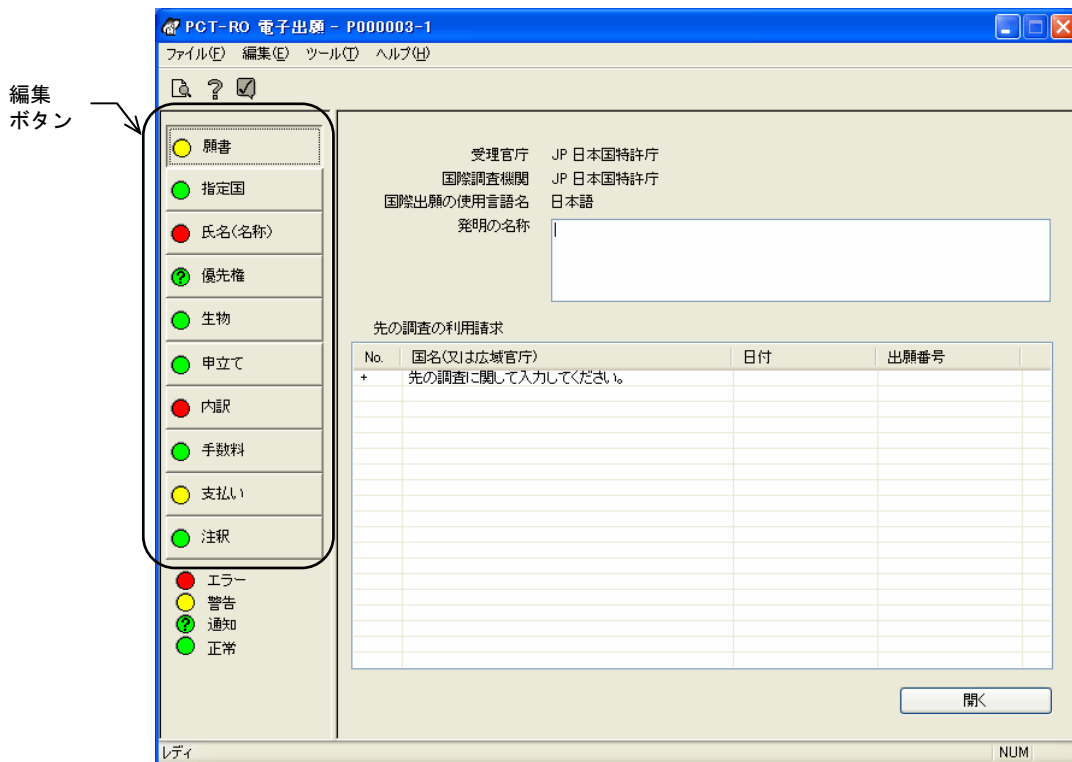 PCT-RO 電子出願 - P000003-1
ファイル(F) 編集(E) ツール(T) ヘルプ(H)
編集
ボタン
願書
指定国
氏名(名称)
優先権
生物
申立て
内訳
手数料
支払い
注釈
エラー
警告
通知
正常
受理官庁 JP 日本国特許庁
国際調査機関 JP 日本国特許庁
国際出願の使用言語名 日本語
発明の名称
先の調査の利用請求
No. 国名(又は広域官庁) 日付 出願番号
+ 先の調査に関して入力してください。
開く
レディ NUM